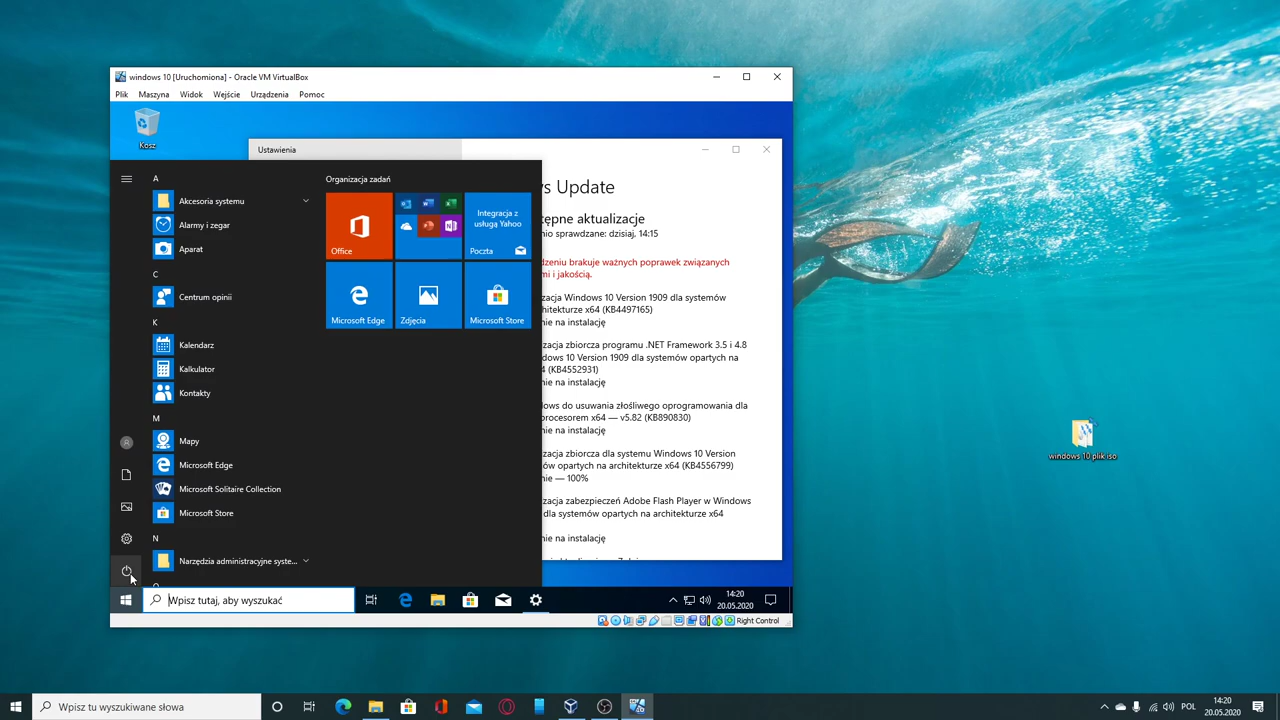 windows 10 [Uruchomiona] - Oracle VM VirtualBox
Plik Maszyna Widok Wejście Urządzenia Pomoc
Kosz
Ustawienia
A
Akcesoria systemu
Alarmy i zegar
Aparat
C
Centrum opinii
K
Kalendarz
Kalkulator
Kontakty
M
Mapy
Microsoft Edge
Microsoft Solitaire Collection
Microsoft Store
N
Narzędzia administracyjne syste...
Organizacja zadań
Office
Integracja z
usługą Yahoo
Poczta
Microsoft Edge
Zdjęcia
Microsoft Store
s Update
tępne aktualizacje
nio sprawdzane: dzisiaj, 14:15
dzeniu brakuje ważnych poprawek związanych
mi i jakością.
zacja Windows 10 Version 1909 dla systemów
hitekturze x64 (KB4497165)
nie na instalację
zacja zbiorcza programu .NET Framework 3.5 i 4.8
dows 10 Version 1909 dla systemów opartych na
4 (KB4552931)
nie na instalację
lows do usuwania złośliwego oprogramowania dla
procesorem x64 — v5.82 (KB890830)
nie na instalację
zacja zbiorcza dla systemu Windows 10 Version
ów opartych na architekturze x64 (KB4556799)
nie — 100%
zacja zabezpieczeń Adobe Flash Player w Windows
dla systemów opartych na architekturze x64
nie na instalację
Wpisz tutaj, aby wyszukać
14:20
20.05.2020
Right Control
windows 10 plik iso
Wpisz tu wyszukiwane słowa
POL
14:20
20.05.2020